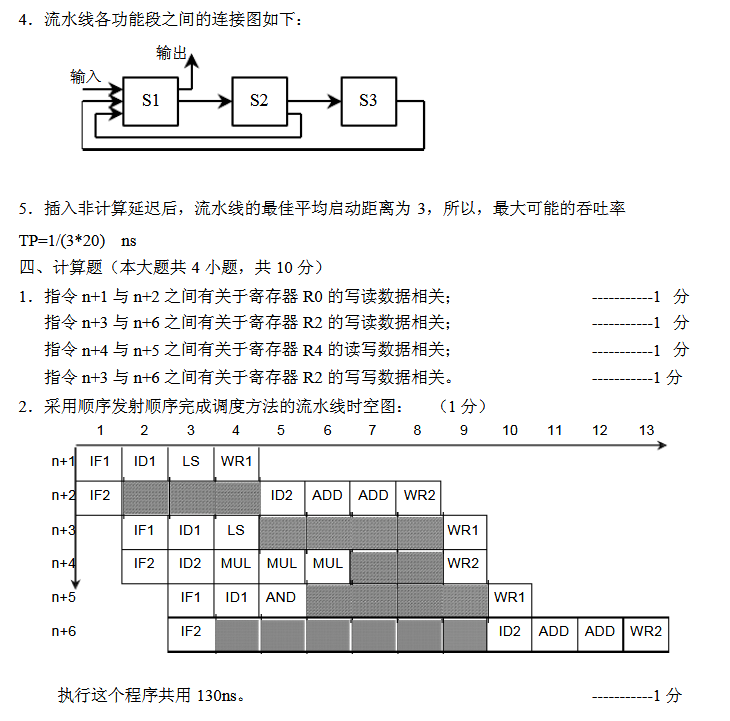 4．流水线各功能段之间的连接图如下：
输出
输入
S1 S2 S3
5．插入非计算延迟后，流水线的最佳平均启动距离为 3，所以，最大可能的吞吐率
TP=1/(3*20) ns
四、计算题（本大题共 4 小题，共 10 分）
1．指令 n+1 与 n+2 之间有关于寄存器 R0 的写读数据相关； -----------1 分
指令 n+3 与 n+6 之间有关于寄存器 R2 的写读数据相关； -----------1 分
指令 n+4 与 n+5 之间有关于寄存器 R4 的读写数据相关； -----------1 分
指令 n+3 与 n+6 之间有关于寄存器 R2 的写写数据相关。 -----------1 分
2．采用顺序发射顺序完成调度方法的流水线时空图： （1 分）
1 2 3 4 5 6 7 8 9 10 11 12 13
n+1 IF1 ID1 LS WR1
n+2 IF2 ID2 ADD ADD WR2
n+3 IF1 ID1 LS WR1
n+4 IF2 ID2 MUL MUL MUL WR2
n+5 IF1 ID1 AND WR1
n+6 IF2 ID2 ADD ADD WR2
执行这个程序共用 130ns。 -----------1 分